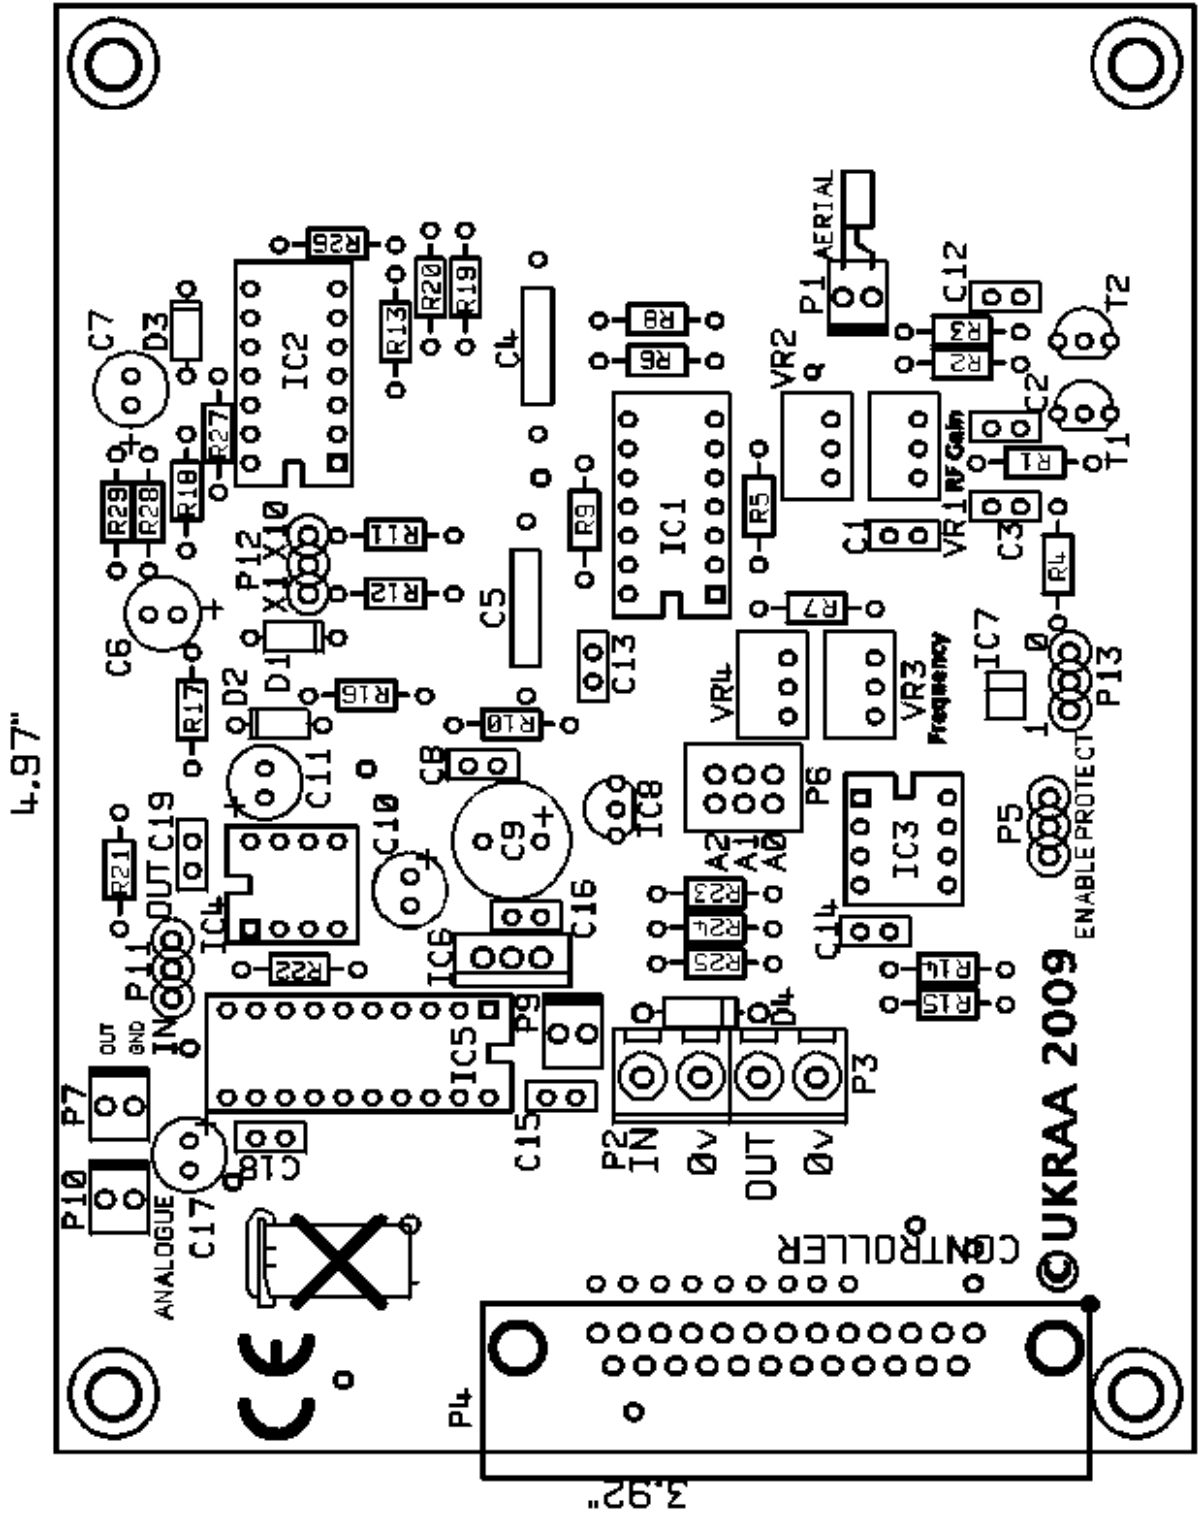 4.97"
C7
D3
R26
R20
R19
R13
IC2
C4
R27
R18
R29
R28
X10
P12
X1
R11
R12
C6
D1
C5
R17
D2
R16
R10
C13
C11
C8
C19
R21
OUT
IC4
C10
C9
IC8
P11
R22
IC6
C16
OUT
GND
IN
P7
IC5
P9
P10
C18
C15
C17
ANALOGUE
CE
P1
AERIAL
R8
R6
VR2
Q
C12
R3
R2
T2
C2
T1
R1
RF Gain
VR1
R9
IC1
R5
C1
C3
R4
R7
VR4
VR3
Frequency
IC7
0
P13
1
P6
A2
A1
A0
R23
R24
R25
IC3
P5
PROTECT
ENABLE
C14
R14
R15
D4
P3
P2
IN
0v
OUT
0v
CONTROLLER
© UKRAA 2009
P4
3.92"